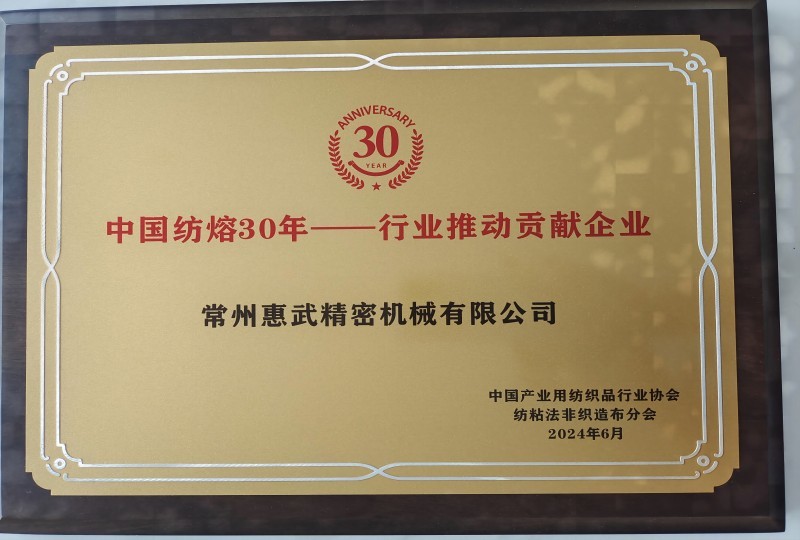 ANNIVERSARY
30
YEAR
中国纺熔30年——行业推动贡献企业
常州惠武精密机械有限公司
中国产业用纺织品行业协会
纺粘法非织造布分会
2024年6月